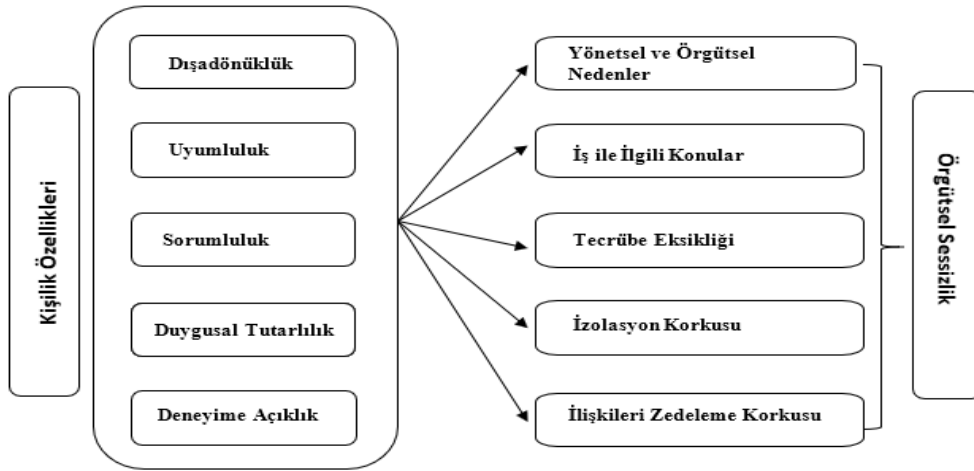 Kişilik Özellikleri
Dışadönüklük
Uyumluluk
Sorumluluk
Duygusal Tutarlılık
Deneyime Açıklık
Yönetsel ve Örgütsel
Nedenler
İş ile İlgili Konular
Tecrübe Eksikliği
İzolasyon Korkusu
İlişkileri Zedeleme Korkusu
Örgütsel Sessizlik